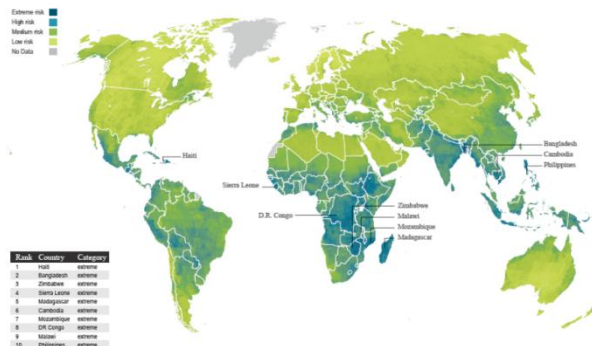 Extreme risk
High risk
Medium risk
Low risk
No Data
Haiti
Bangladesh
Cambodia
Philippines
Sierra Leone
Zimbabwe
D.R. Congo
Malawi
Mozambique
Madagascar
Rank Country Category
1 Haiti extreme
2 Bangladesh extreme
3 Zimbabwe extreme
4 Sierra Leone extreme
5 Madagascar extreme
6 Cambodia extreme
7 Mozambique extreme
8 DR Congo extreme
9 Malawi extreme
10 Philippines extreme